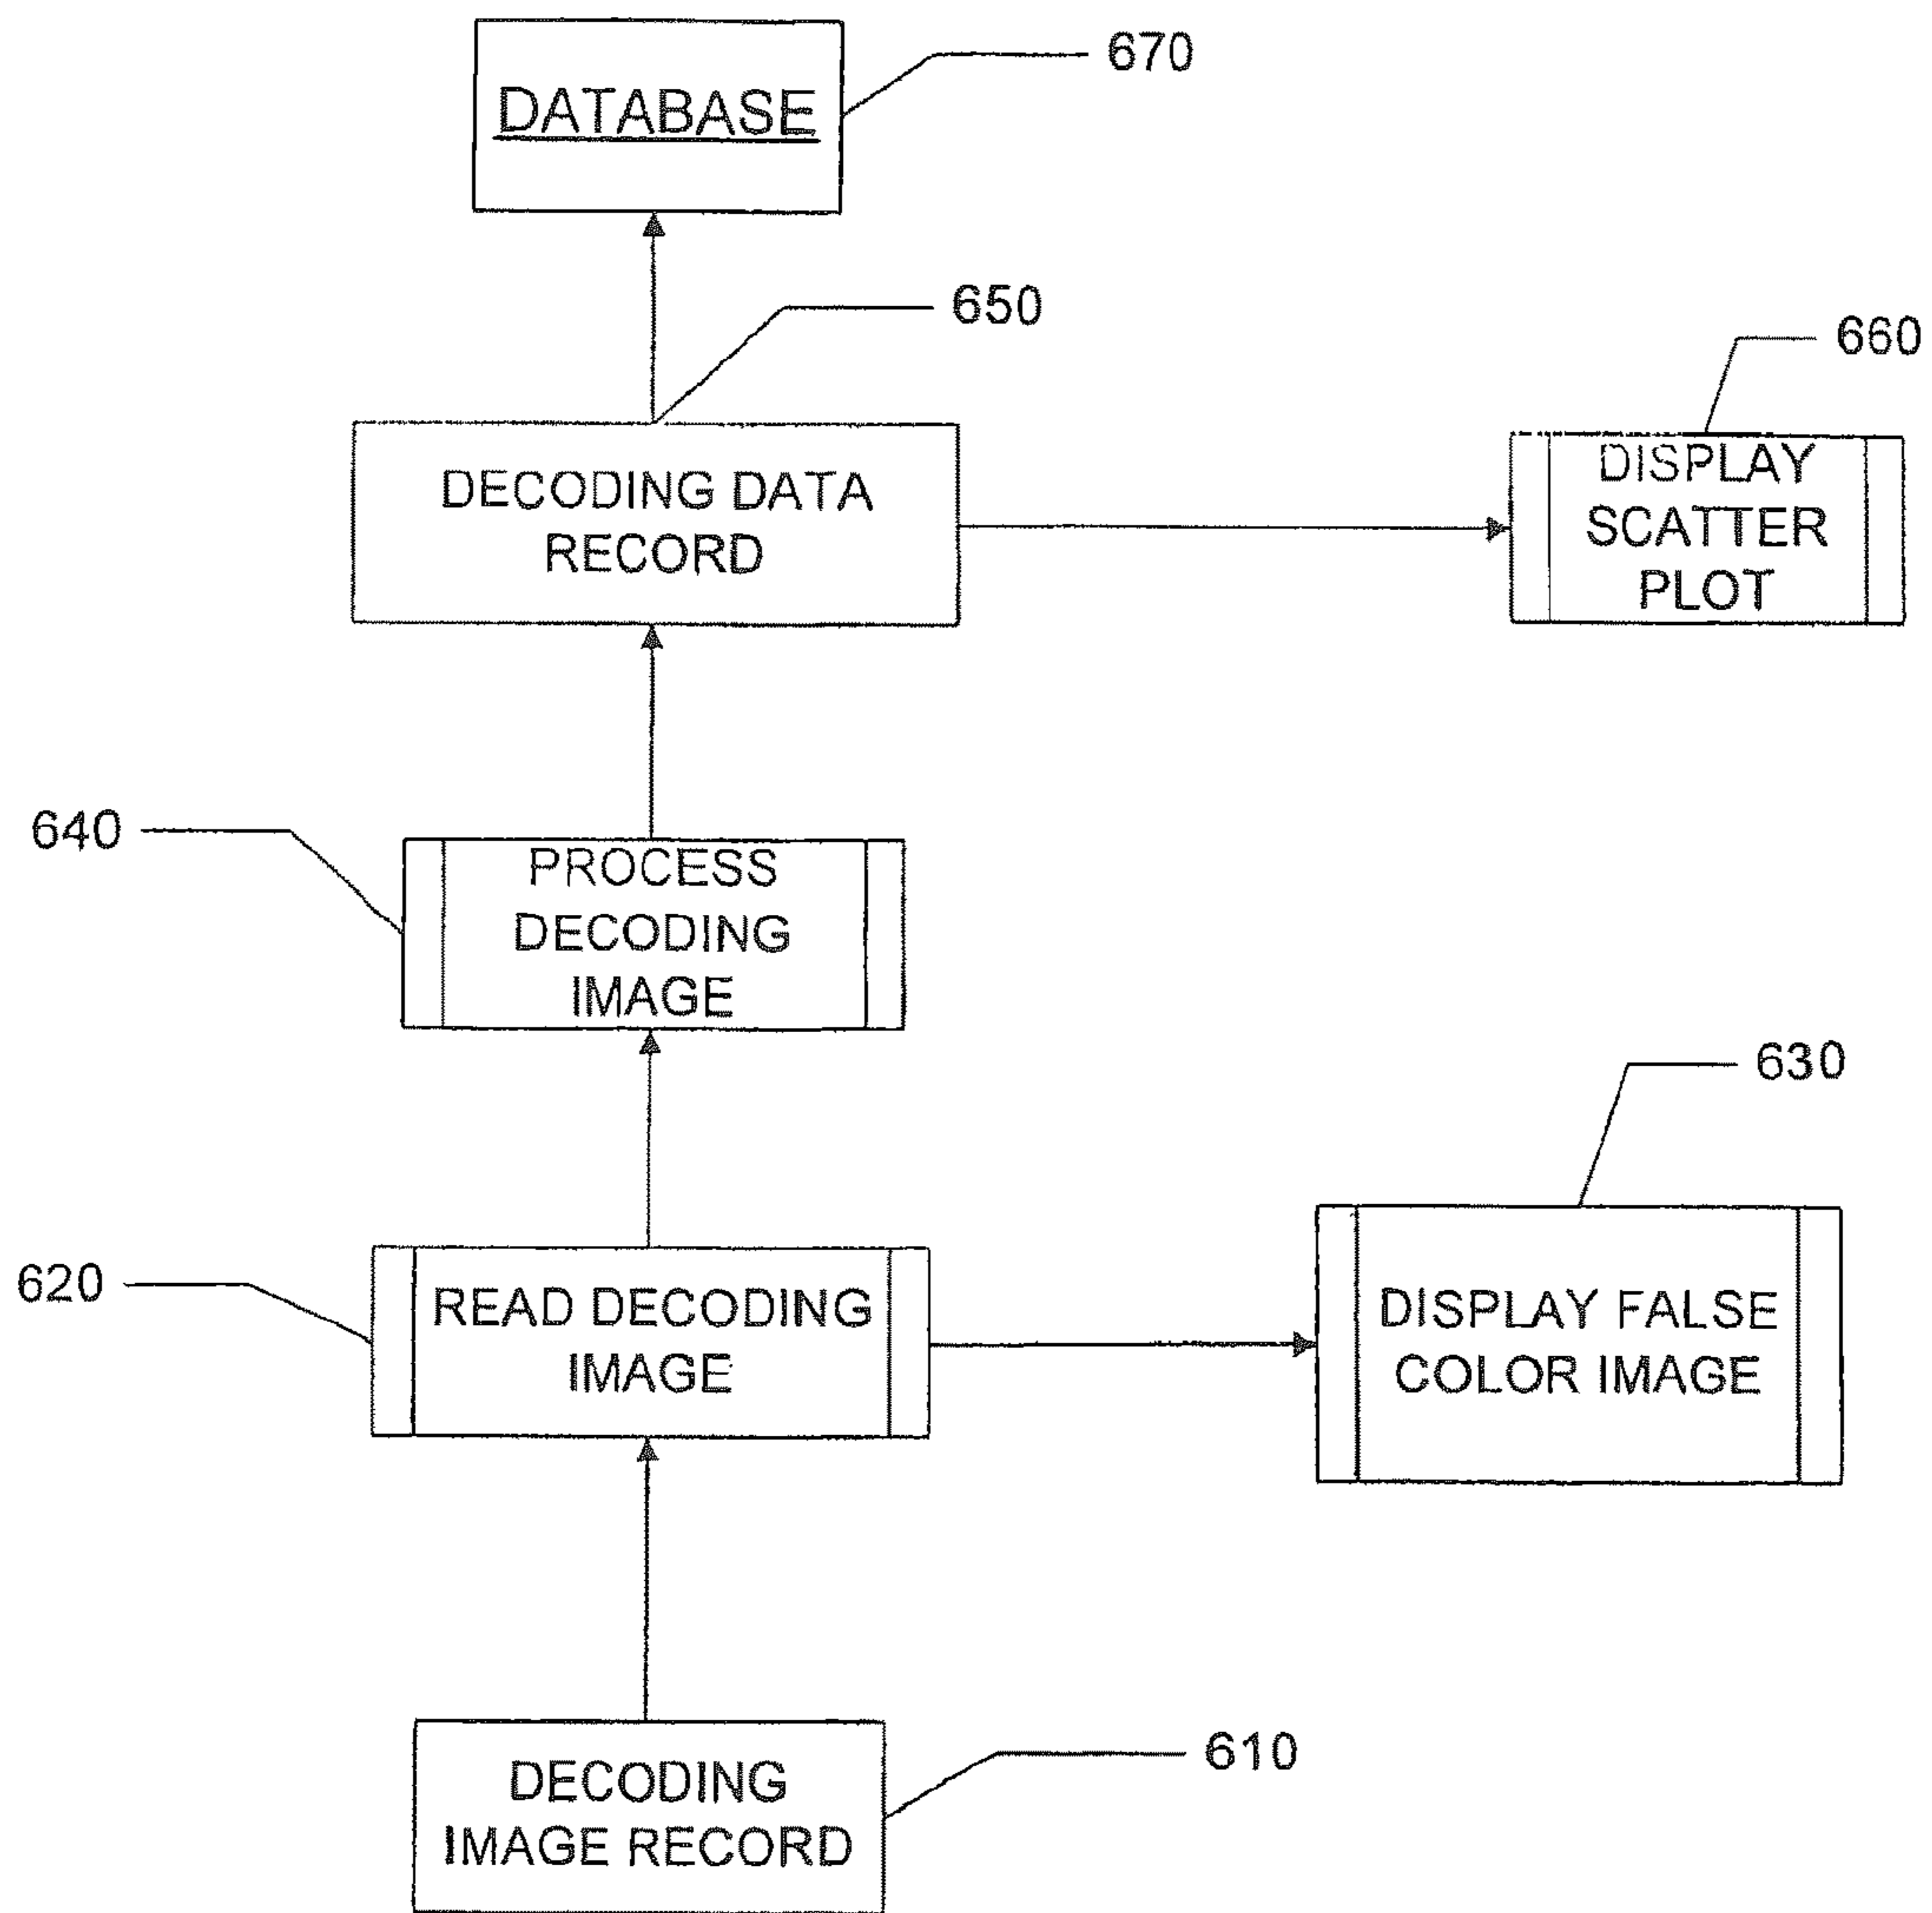 DATABASE
670
650
DECODING DATA
RECORD
660
DISPLAY
SCATTER
PLOT
640
PROCESS
DECODING
IMAGE
630
620
READ DECODING
IMAGE
DISPLAY FALSE
COLOR IMAGE
DECODING
IMAGE RECORD
610